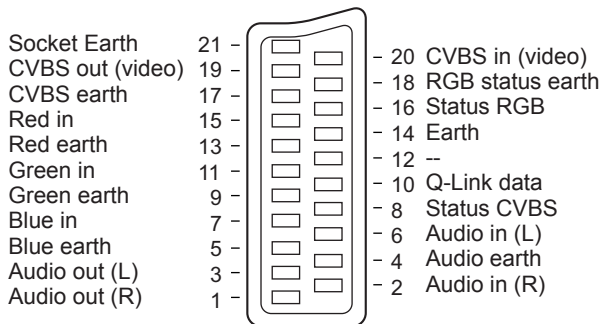 Socket Earth 21
CVBS out (video) 19
CVBS earth 17
Red in 15
Red earth 13
Green in 11
Green earth 9
Blue in 7
Blue earth 5
Audio out (L) 3
Audio out (R) 1
20 CVBS in (video)
18 RGB status earth
16 Status RGB
14 Earth
12 --
10 Q-Link data
8 Status CVBS
6 Audio in (L)
4 Audio earth
2 Audio in (R)